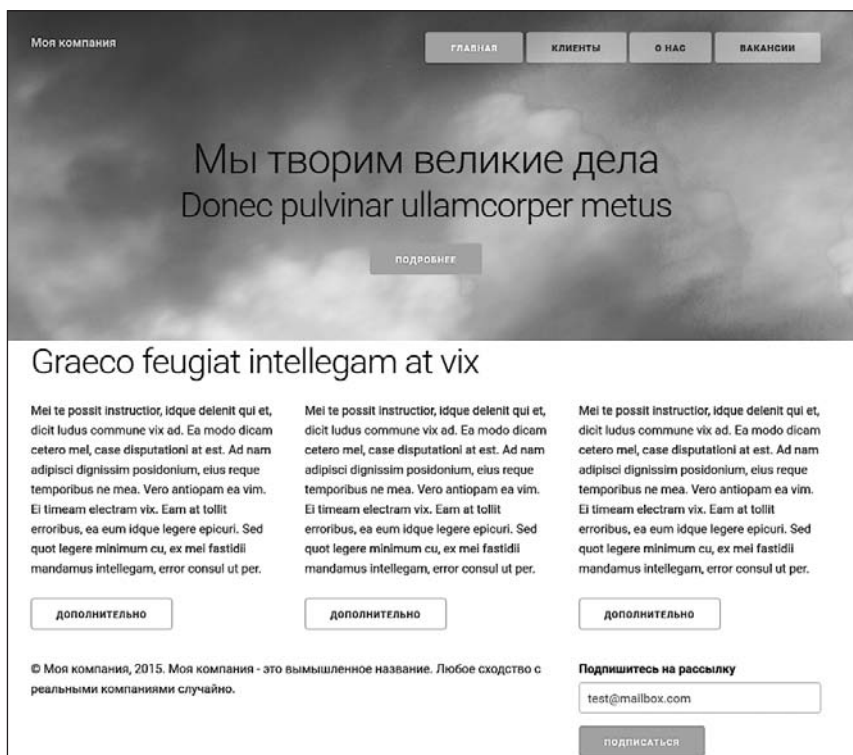 Моя компания
ГЛАВНАЯ
КЛИЕНТЫ
О НАС
ВАКАНСИИ
Мы творим великие дела
Donec pulvinar ullamcorper metus
ПОДРОБНЕЕ
Graeco feugiat intellegam at vix
Mei te possit instructior, idque delenit qui et,
dicit ludus commune vix ad. Ea modo dicam
cetero mel, case disputationi at est. Ad nam
adipisci dignissim posidonium, eius reque
temporibus ne mea. Vero antiopam ea vim.
Ei timeam electram vix. Eam at tollit
erroribus, ea eum idque legere epicuri. Sed
quot legere minimum cu, ex mei fastidii
mandamus intellegam, error consul ut per.
ДОПОЛНИТЕЛЬНО
Mei te possit instructior, idque delenit qui et,
dicit ludus commune vix ad. Ea modo dicam
cetero mel, case disputationi at est. Ad nam
adipisci dignissim posidonium, eius reque
temporibus ne mea. Vero antiopam ea vim.
Ei timeam electram vix. Eam at tollit
erroribus, ea eum idque legere epicuri. Sed
quot legere minimum cu, ex mei fastidii
mandamus intellegam, error consul ut per.
ДОПОЛНИТЕЛЬНО
Mei te possit instructior, idque delenit qui et,
dicit ludus commune vix ad. Ea modo dicam
cetero mel, case disputationi at est. Ad nam
adipisci dignissim posidonium, eius reque
temporibus ne mea. Vero antiopam ea vim.
Ei timeam electram vix. Eam at tollit
erroribus, ea eum idque legere epicuri. Sed
quot legere minimum cu, ex mei fastidii
mandamus intellegam, error consul ut per.
ДОПОЛНИТЕЛЬНО
© Моя компания, 2015. Моя компания - это вымышленное название. Любое сходство с
реальными компаниями случайно.
Подпишитесь на рассылку
test@mailbox.com
ПОДПИСАТЬСЯ